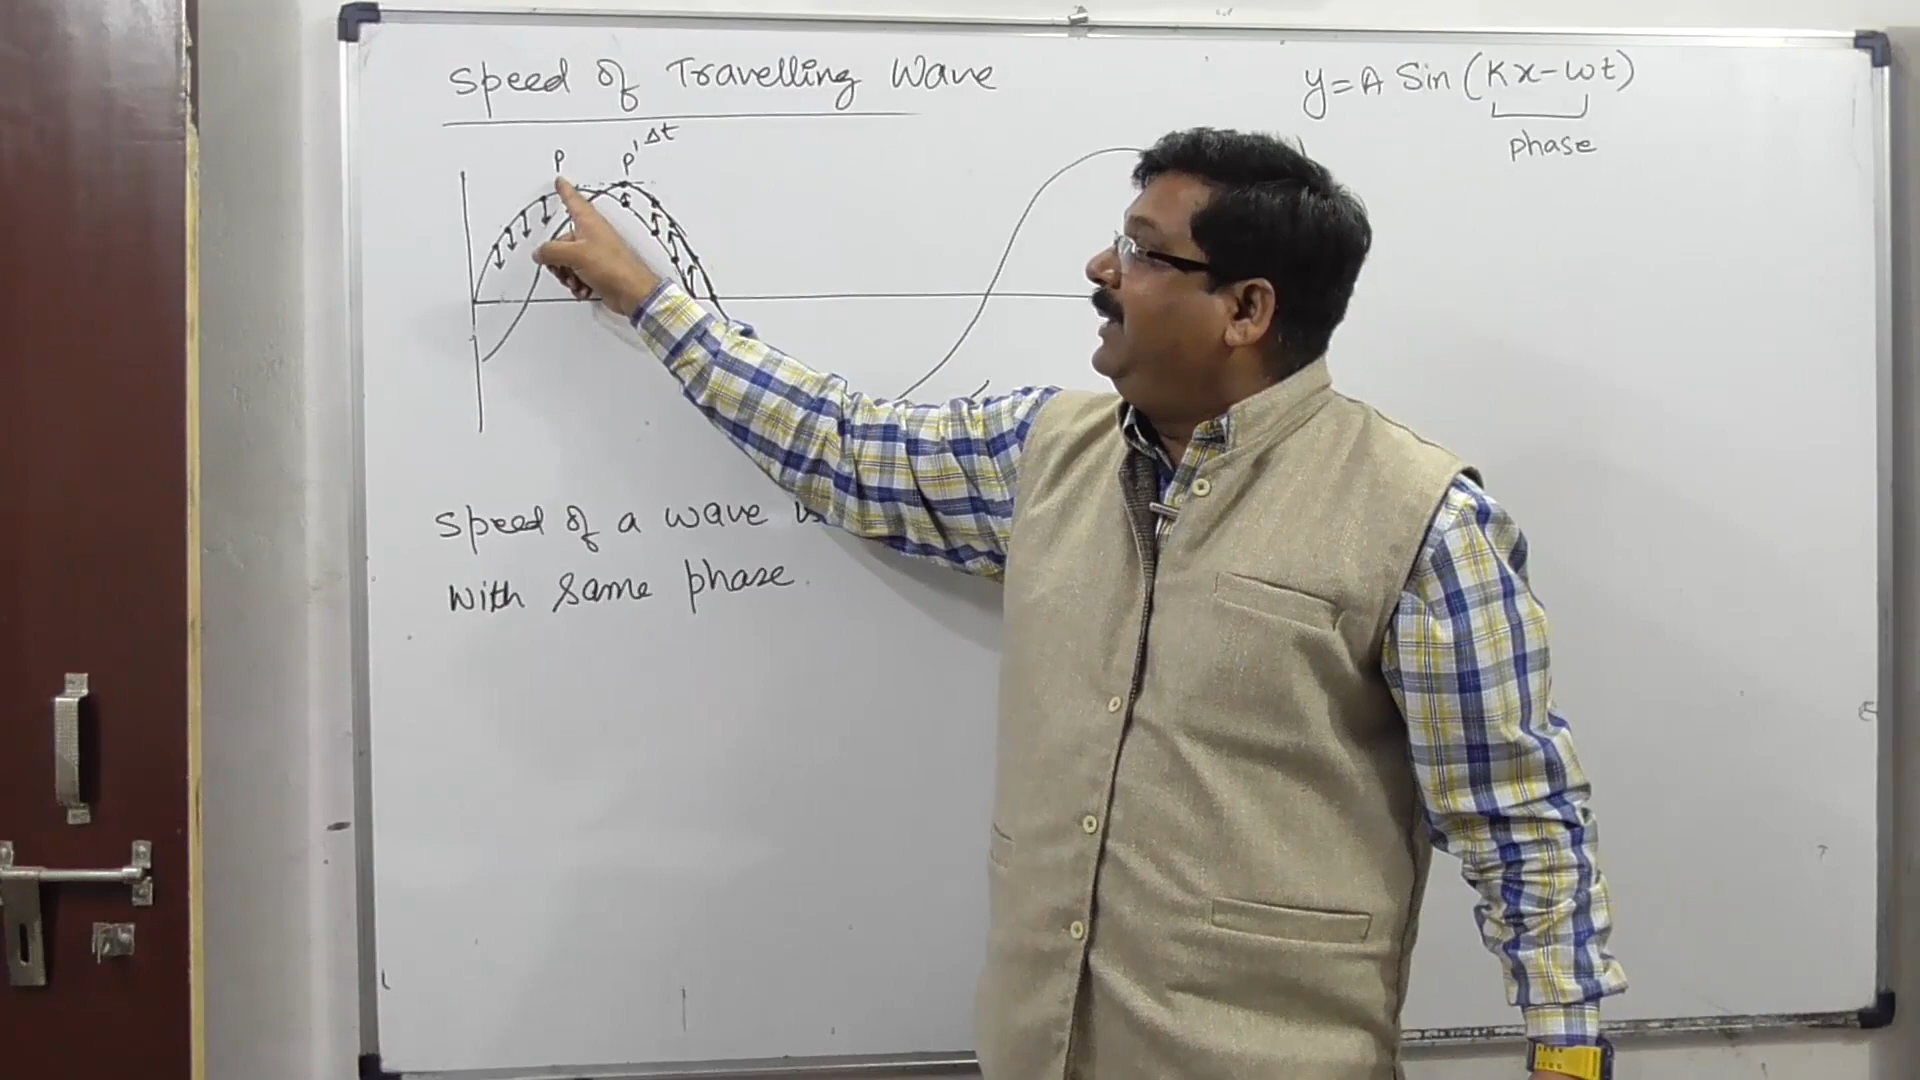 Speed of Travelling Wave
y=A Sin (Kx-ωt)
phase
P
P' Δt
Speed of a wave
With Same phase